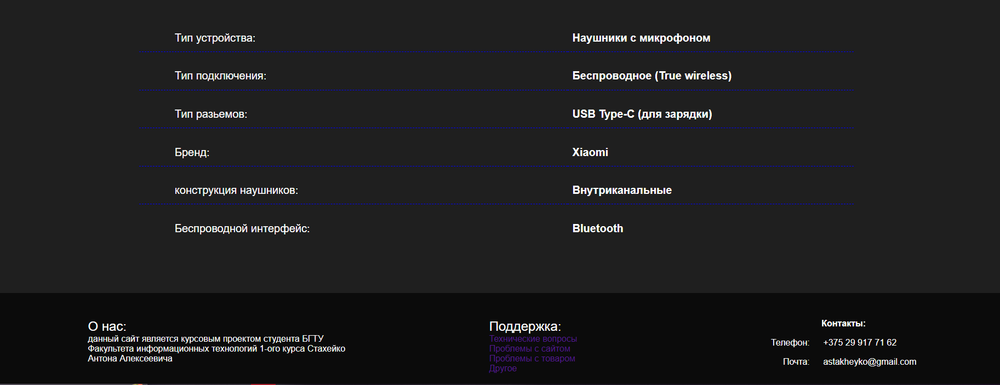 Тип устройства: Наушники с микрофоном
Тип подключения: Беспроводное (True wireless)
Тип разьемов: USB Type-C (для зарядки)
Бренд: Xiaomi
конструкция наушников: Внутриканальные
Беспроводной интерфейс: Bluetooth
О нас:
данный сайт является курсовым проектом студента БГТУ
Факультета информационных технологий 1-ого курса Стахейко
Антона Алексеевича
Поддержка:
Технические вопросы
Проблемы с сайтом
Проблемы с товаром
Другое
Контакты:
Телефон: +375 29 917 71 62
Почта: astakheyko@gmail.com